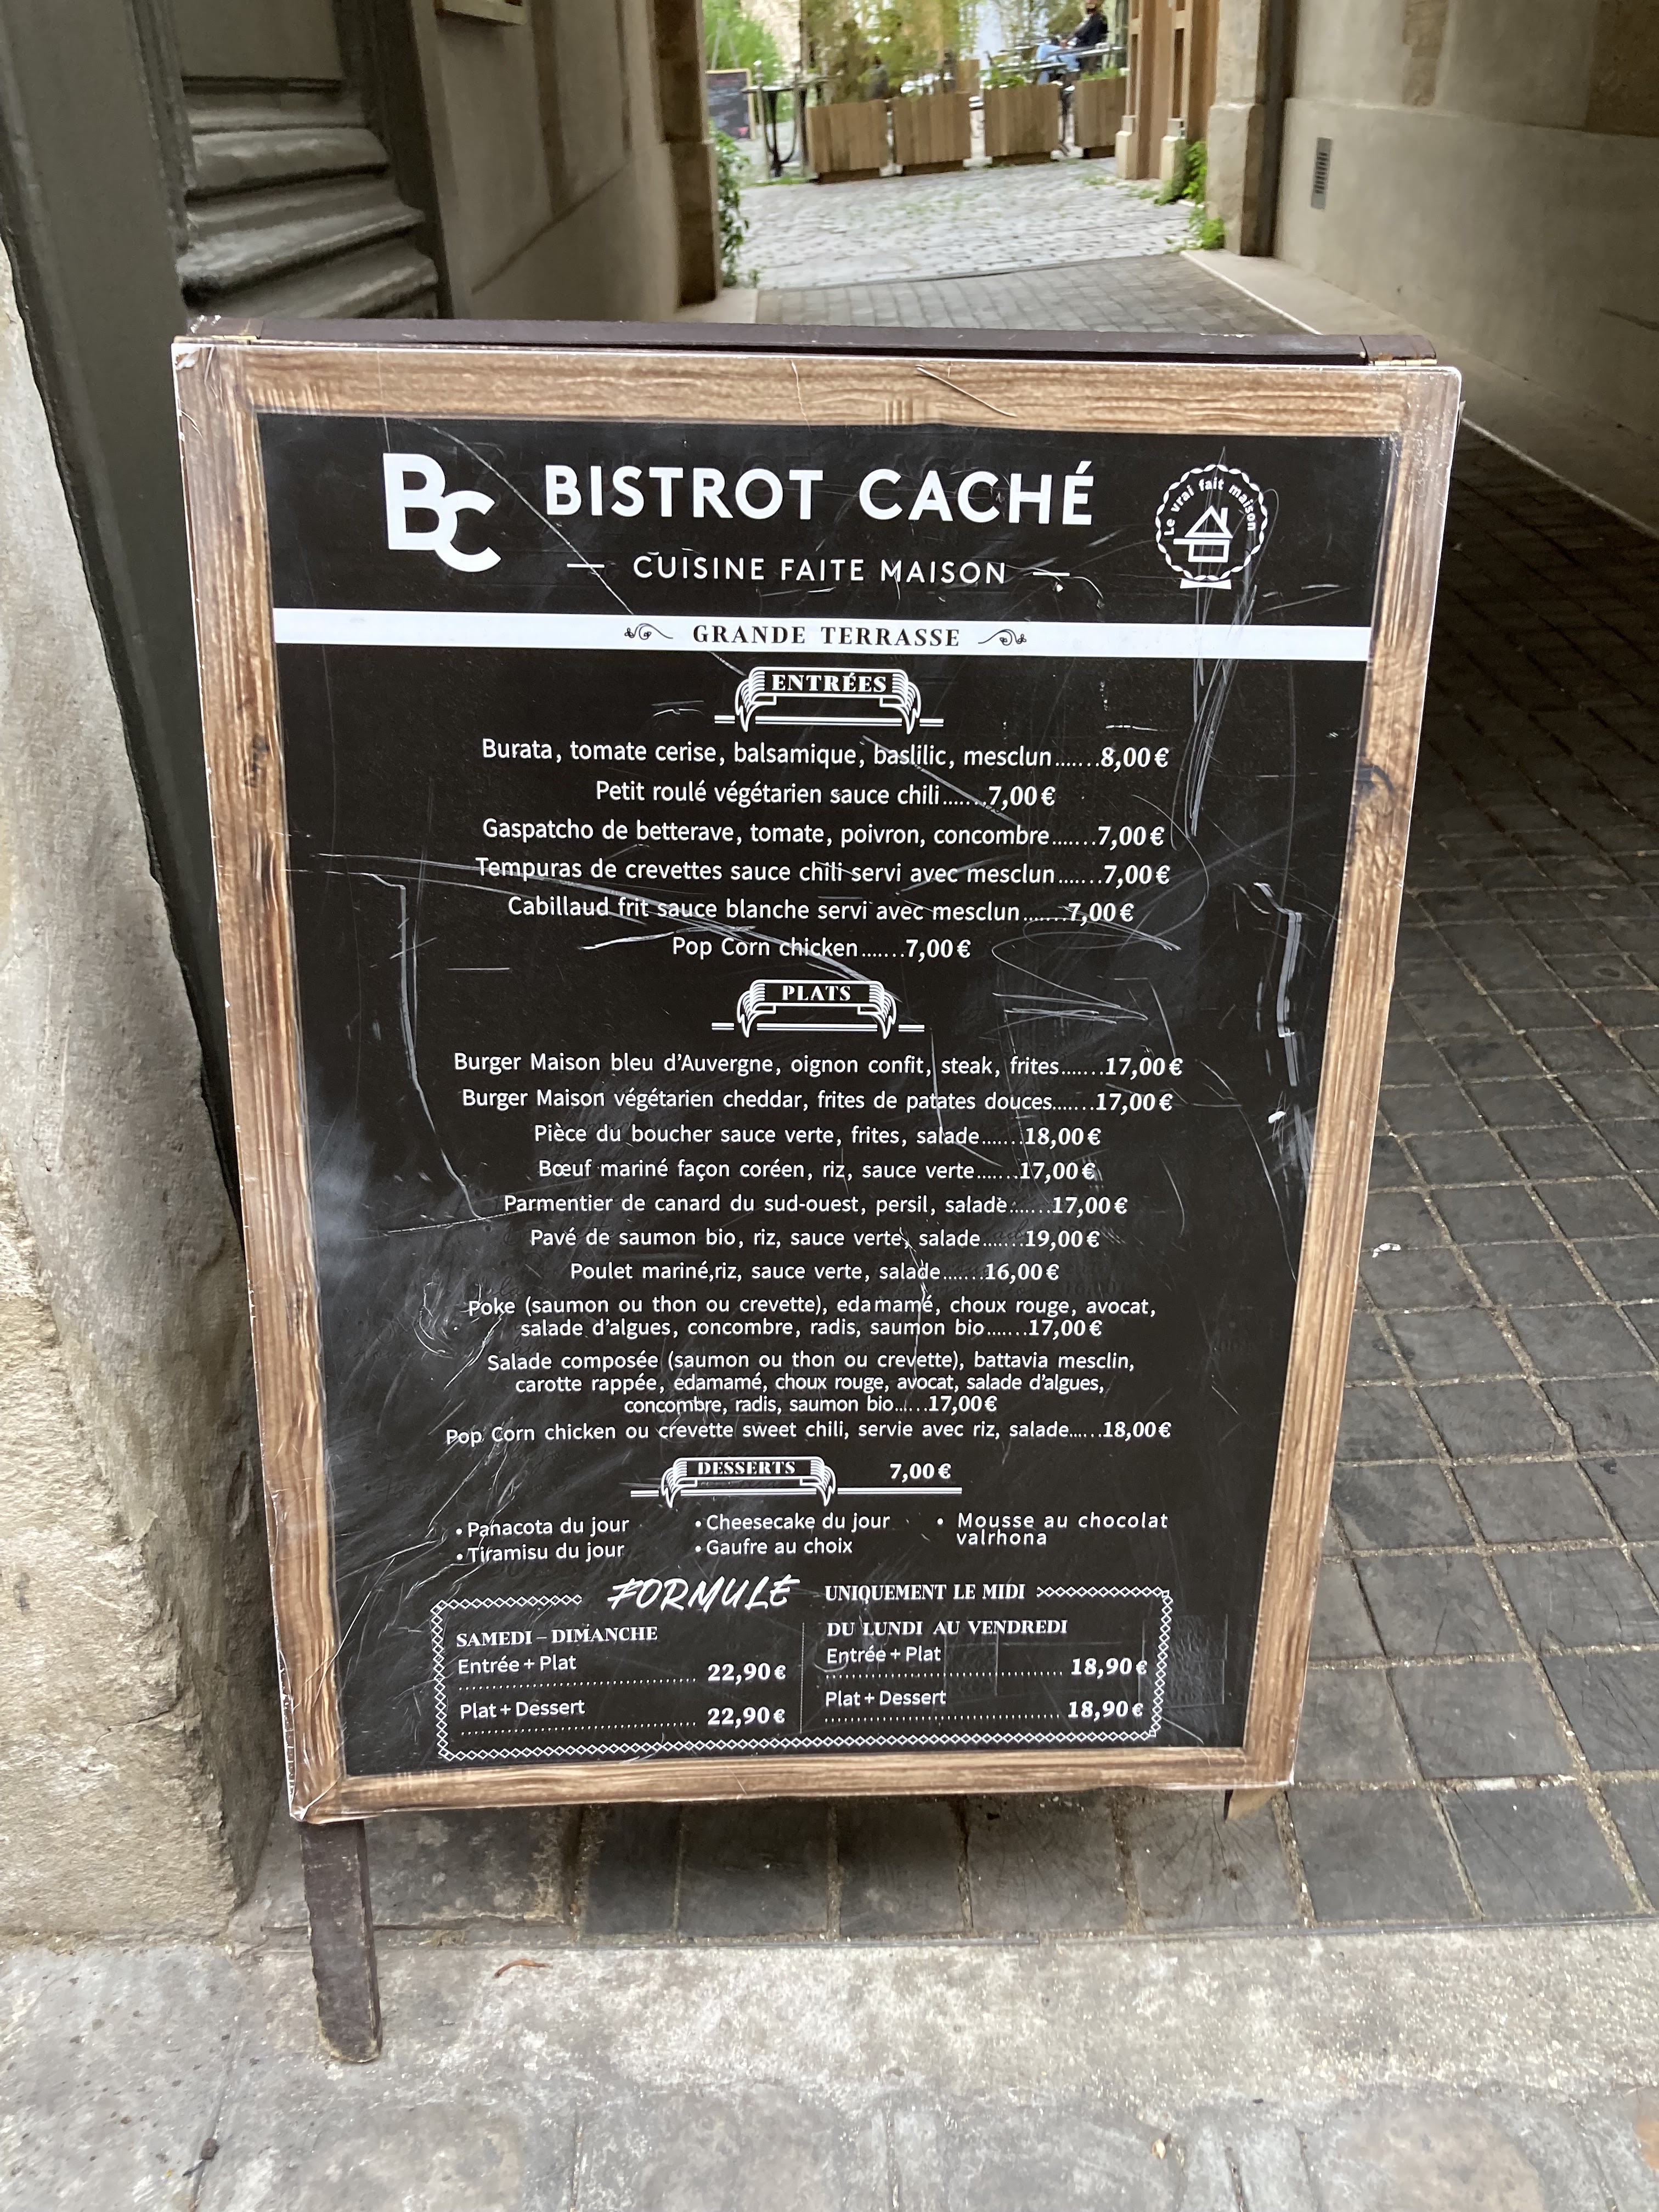 BC BISTROT CACHÉ
Le vrai fait maison
CUISINE FAITE MAISON
GRANDE TERRASSE
ENTRÉES
Burata, tomate cerise, balsamique, baslilic, mesclun.......8,00€
Petit roulé végétarien sauce chili.......7,00€
Gaspatcho de betterave, tomate, poivron, concombre.......7,00€
Tempuras de crevettes sauce chili servi avec mesclun.......7,00€
Cabillaud frit sauce blanche servi avec mesclun.......7,00€
Pop Corn chicken.......7,00€
PLATS
Burger Maison bleu d'Auvergne, oignon confit, steak, frites.......17,00€
Burger Maison végétarien cheddar, frites de patates douces.......17,00€
Pièce du boucher sauce verte, frites, salade.......18,00€
Bœuf mariné façon coréen, riz, sauce verte.......17,00€
Parmentier de canard du sud-ouest, persil, salade.......17,00€
Pavé de saumon bio, riz, sauce verte, salade.......19,00€
Poulet mariné,riz, sauce verte, salade.......16,00€
Poke (saumon ou thon ou crevette), edamamé, choux rouge, avocat,
salade d'algues, concombre, radis, saumon bio.......17,00€
Salade composée (saumon ou thon ou crevette), battavia mesclin,
carotte rappée, edamamé, choux rouge, avocat, salade d'algues,
concombre, radis, saumon bio......17,00€
Pop Corn chicken ou crevette sweet chili, servie avec riz, salade......18,00€
DESSERTS 7,00€
• Panacota du jour
• Tiramisu du jour
• Cheesecake du jour
• Gaufre au choix
• Mousse au chocolat
valrhona
FORMULE UNIQUEMENT LE MIDI
SAMEDI – DIMANCHE
Entrée + Plat
22,90€
Plat + Dessert
22,90€
DU LUNDI AU VENDREDI
Entrée + Plat
18,90€
Plat + Dessert
18,90€